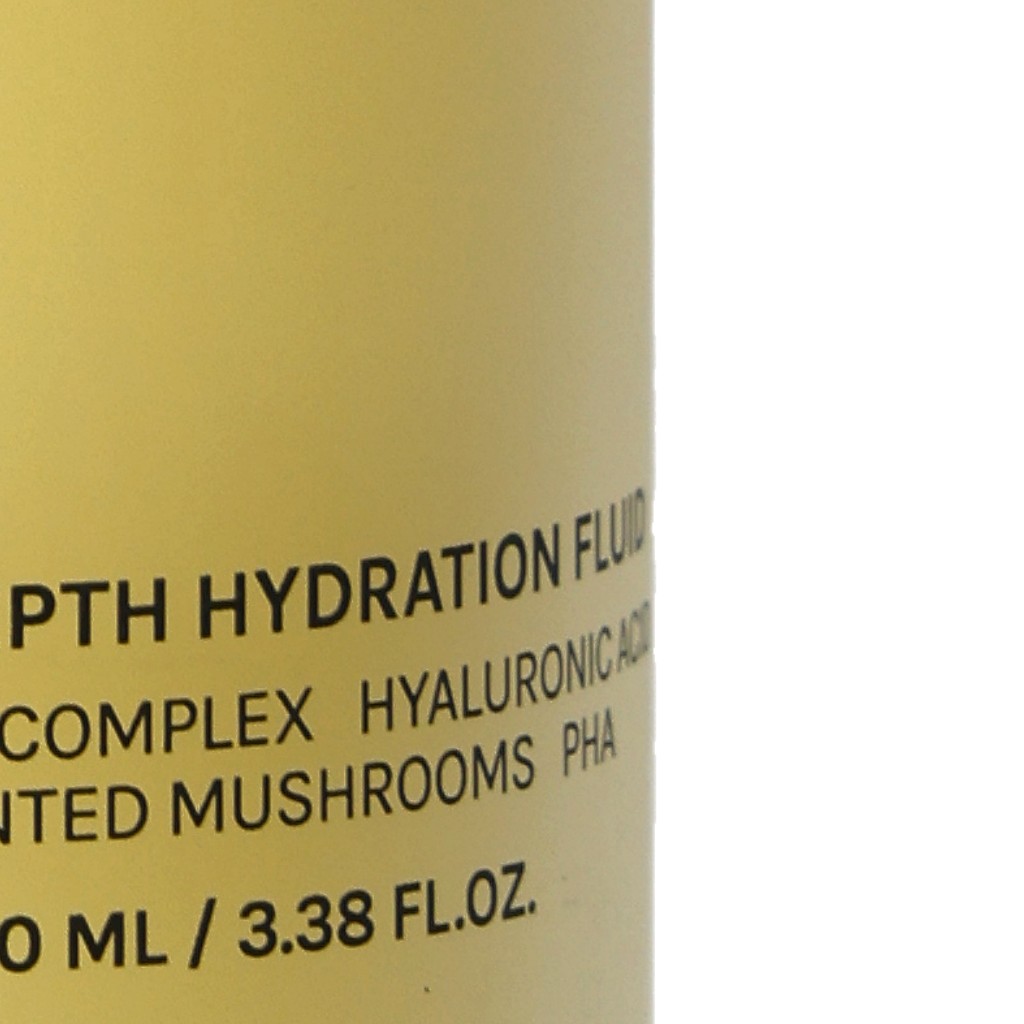 PTH HYDRATION FLUID
COMPLEX HYALURONIC ACID
NTED MUSHROOMS PHA
0 ML / 3.38 FL.OZ.